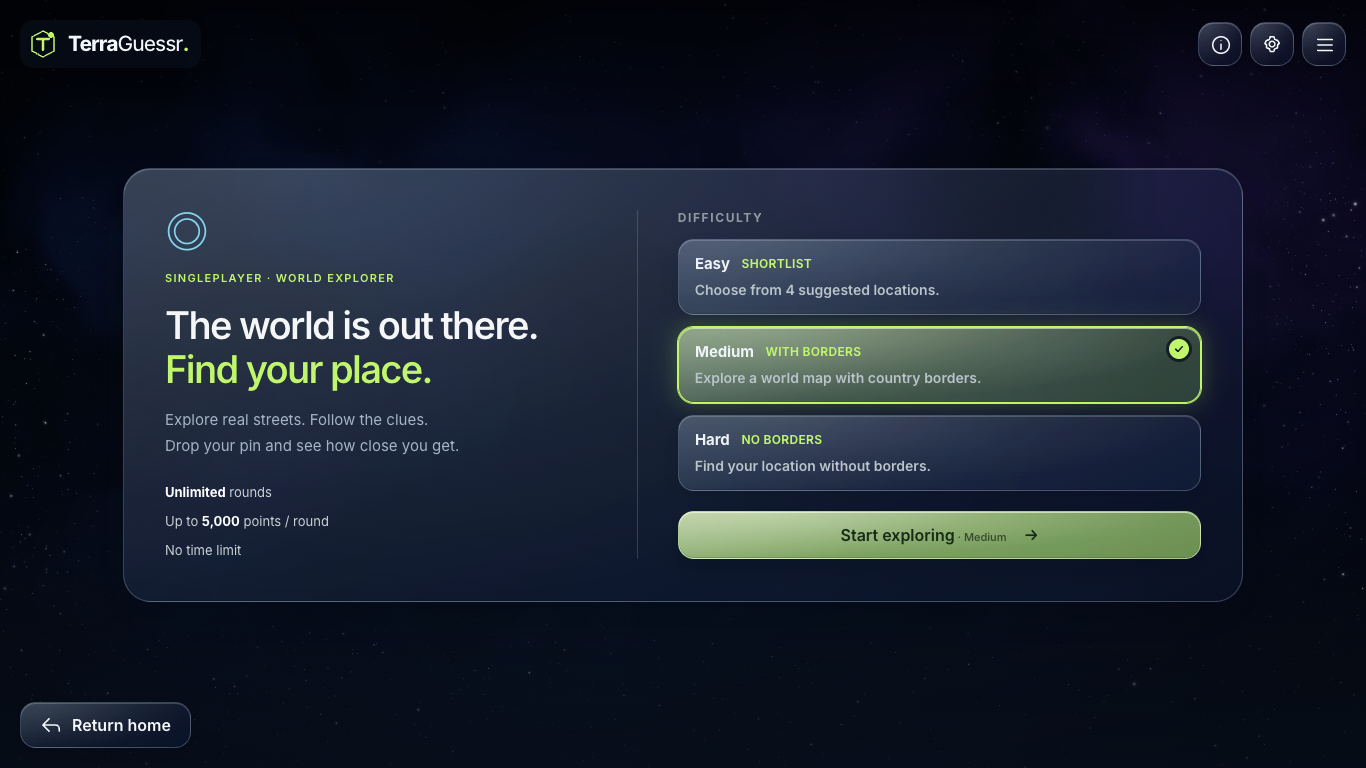 TerraGuessr.
SINGLEPLAYER · WORLD EXPLORER
The world is out there.
Find your place.
Explore real streets. Follow the clues.
Drop your pin and see how close you get.
Unlimited rounds
Up to 5,000 points / round
No time limit
DIFFICULTY
Easy SHORTLIST
Choose from 4 suggested locations.
Medium WITH BORDERS
Explore a world map with country borders.
Hard NO BORDERS
Find your location without borders.
Start exploring · Medium →
Return home